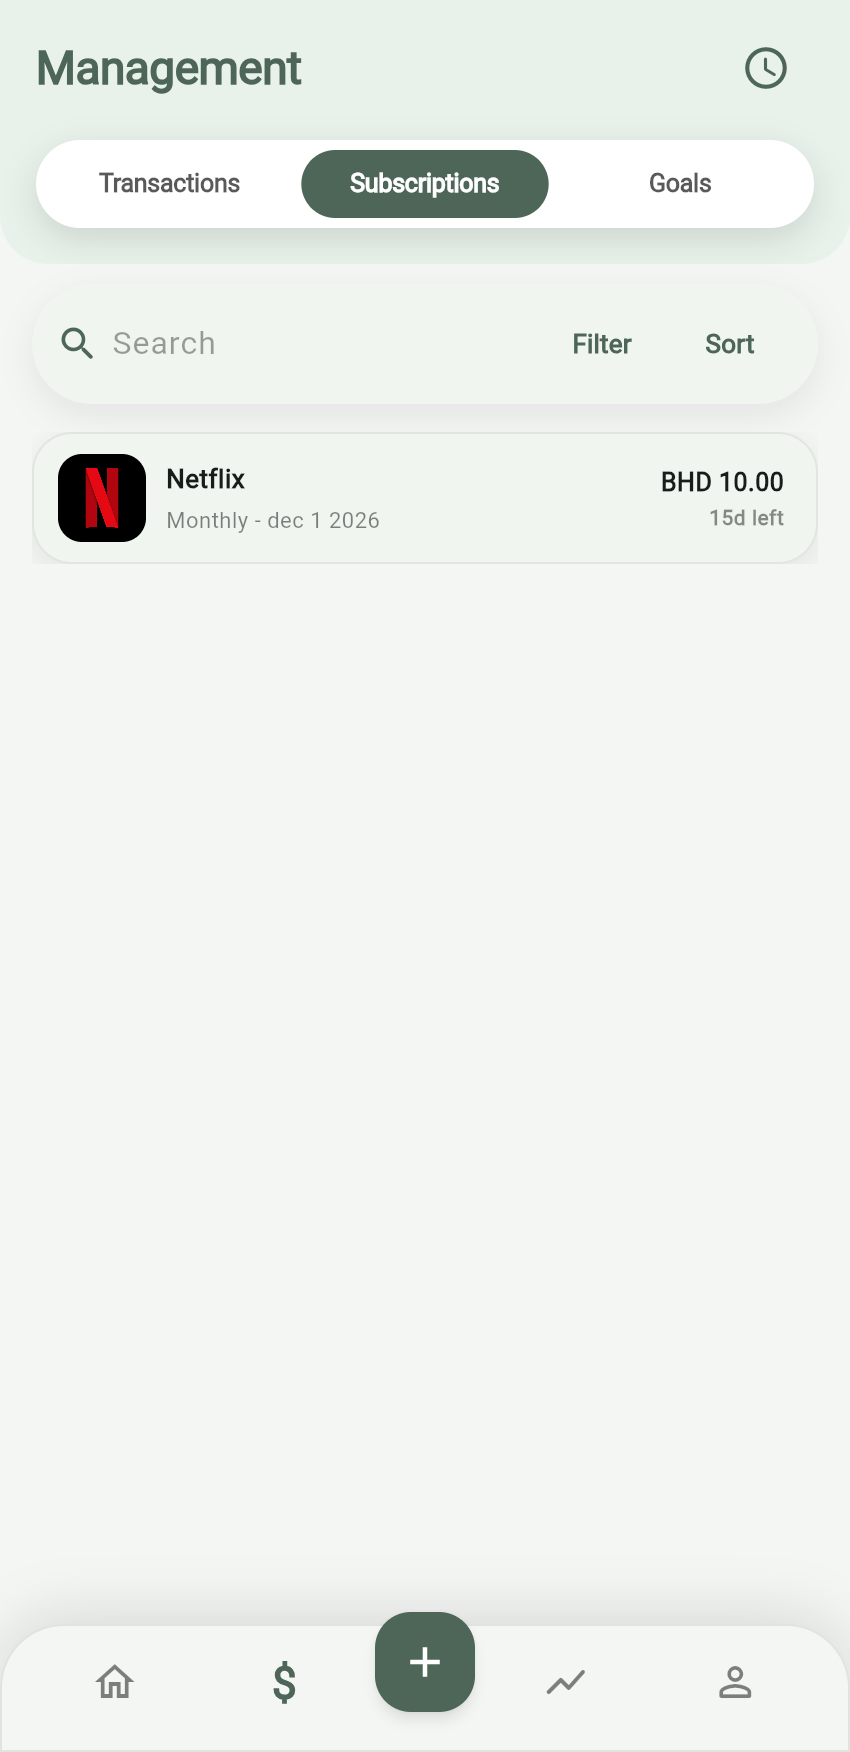 Management
Transactions
Subscriptions
Goals
Search
Filter
Sort
Netflix
BHD 10.00
Monthly - dec 1 2026
15d left